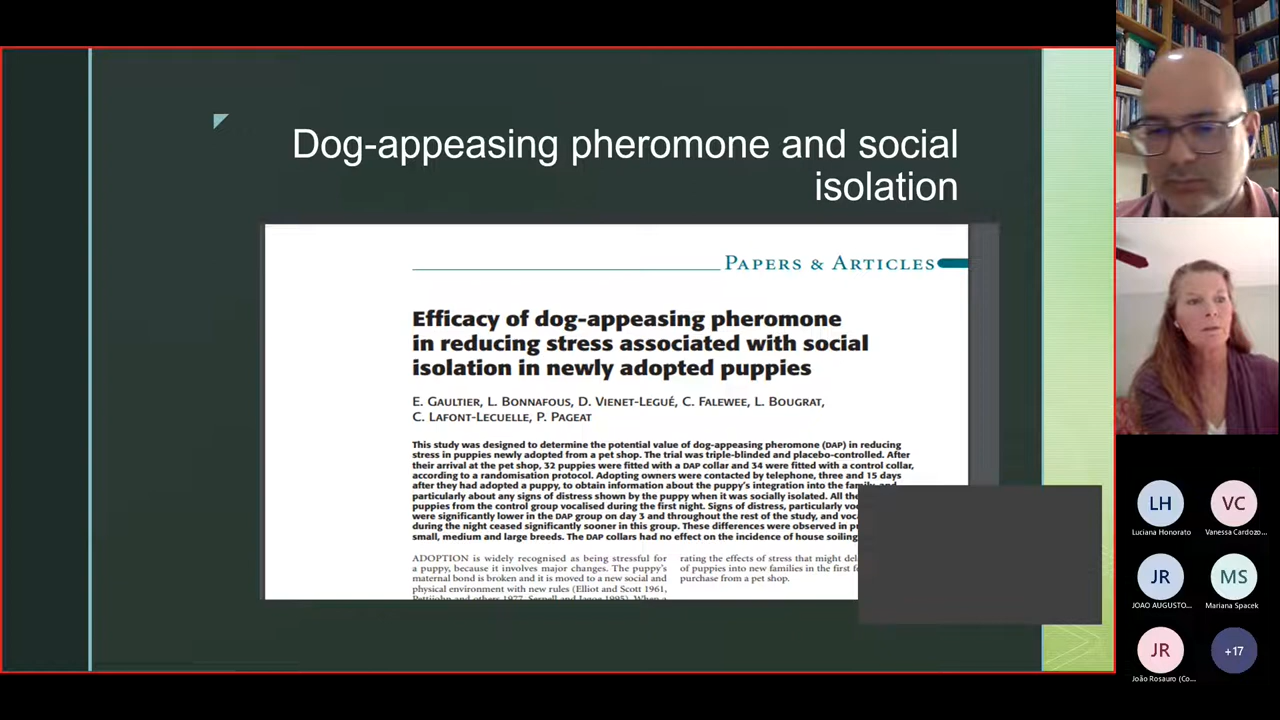 Dog-appeasing pheromone and social
isolation
PAPERS & ARTICLES
Efficacy of dog-appeasing pheromone
in reducing stress associated with social
isolation in newly adopted puppies
E. GAULTIER, L. BONNAFOUS, D. VIENET-LEGUÉ, C. FALEWEE, L. BOUGRAT,
C. LAFONT-LECUELLE, P. PAGEAT
This study was designed to determine the potential value of dog-appeasing pheromone (DAP) in reducing
stress in puppies newly adopted from a pet shop. The trial was triple-blinded and placebo-controlled. After
their arrival at the pet shop, 32 puppies were fitted with a DAP collar and 34 were fitted with a control collar,
according to a randomisation protocol. Adopting owners were contacted by telephone, three and 15 days
after they had adopted a puppy, to obtain information about the puppy's integration into the family and
particularly about any signs of distress shown by the puppy when it was socially isolated. All the
puppies from the control group vocalised during the first night. Signs of distress, particularly
were significantly lower in the DAP group on day 3 and throughout the rest of the study, and
during the night ceased significantly sooner in this group. These differences were observed in
small, medium and large breeds. The DAP collars had no effect on the incidence of house soiling
ADOPTION is widely recognised as being stressful for
a puppy, because it involves major changes. The puppy's
maternal bond is broken and it is moved to a new social and
physical environment with new rules (Elliot and Scott 1961,
rating the effects of stress that might
of puppies into new families in the first
purchase from a pet shop.
LH
Luciana Honorato
VC
Vanessa Cardozo...
JR
JOAO AUGUSTO...
MS
Mariana Spacek
JR
João Rosauro (Co...
+17